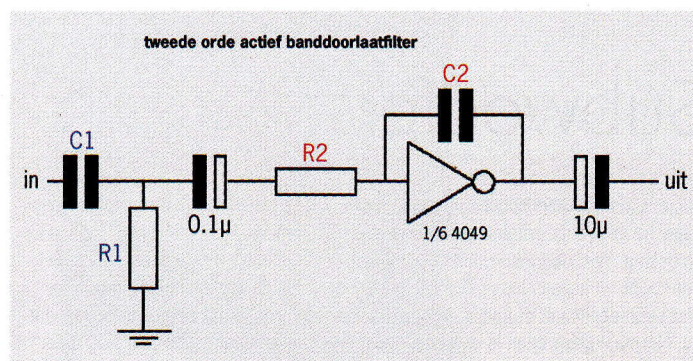 tweede orde actief banddoorlaatfilter
C2
C1
R2
in
uit
0.1µ
1/6 4049
10µ
R1